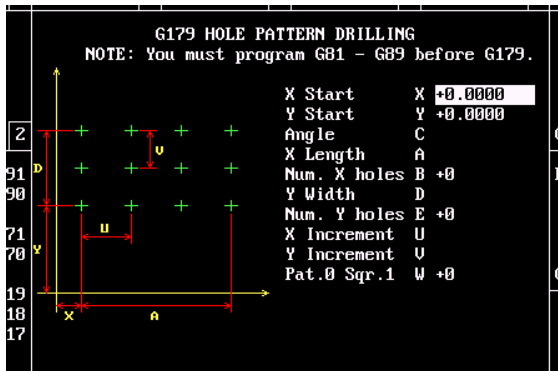 G179 HOLE PATTERN DRILLING
NOTE: You must program G81 - G89 before G179.
X Start X +0.0000
Y Start Y +0.0000
Angle C
X Length A
Num. X holes B +0
Y Width D
Num. Y holes E +0
X Increment U
Y Increment V
Pat.0 Sqr.1 W +0
2
V
D
91
90
U
71
Y
70
19
18
X
A
17